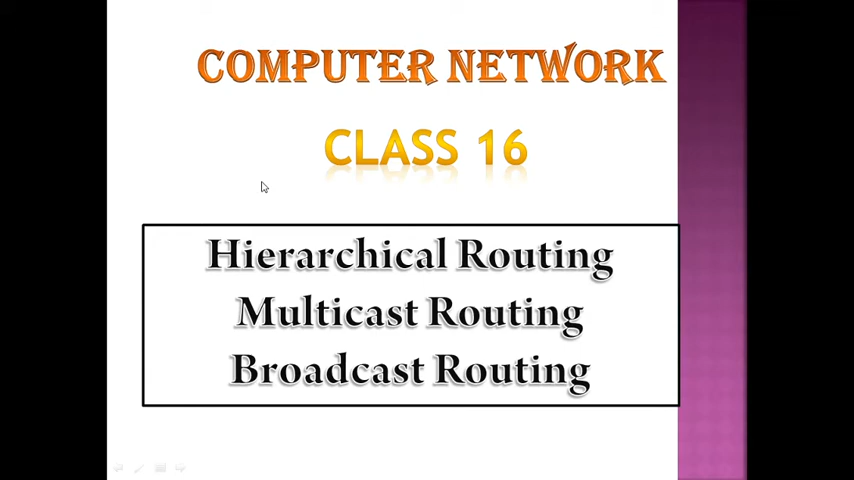 COMPUTER NETWORK
CLASS 16
Hierarchical Routing
Multicast Routing
Broadcast Routing